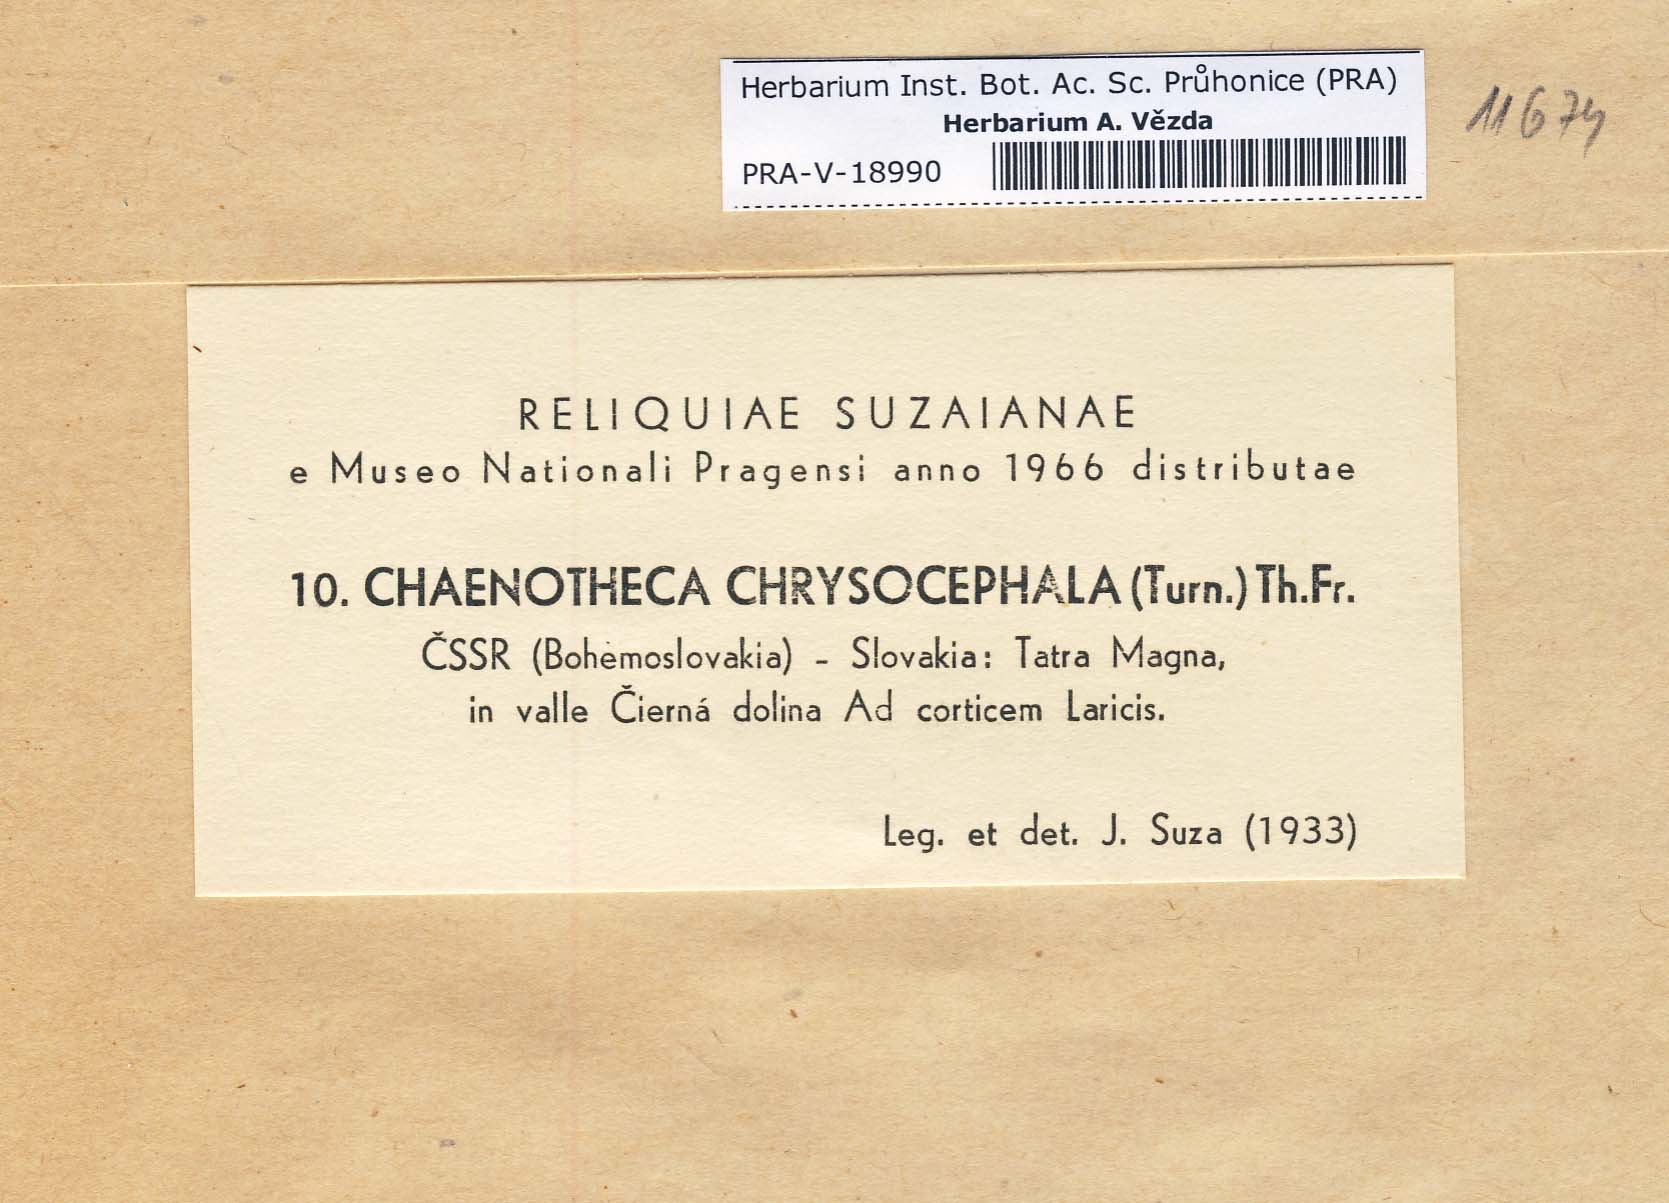 Herbarium Inst. Bot. Ac. Sc. Průhonice (PRA)
Herbarium A. Vězda
PRA-V-18990
11674
RELIQUIAE SUZAIANAE
e Museo Nationali Pragensi anno 1966 distributae
10. CHAENOTHECA CHRYSOCEPHALA (Turn.) Th.Fr.
ČSSR (Bohemoslovakia) - Slovakia: Tatra Magna,
in valle Čierná dolina Ad corticem Laricis.
Leg. et det. J. Suza (1933)